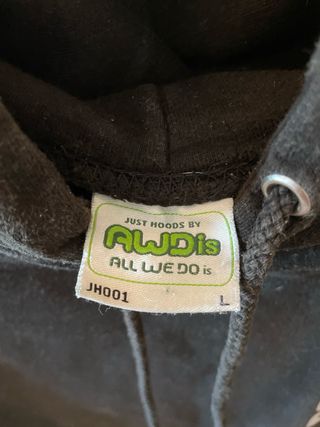 JUST HOODS BY
AWDis
ALL WE DO is
JH001 L